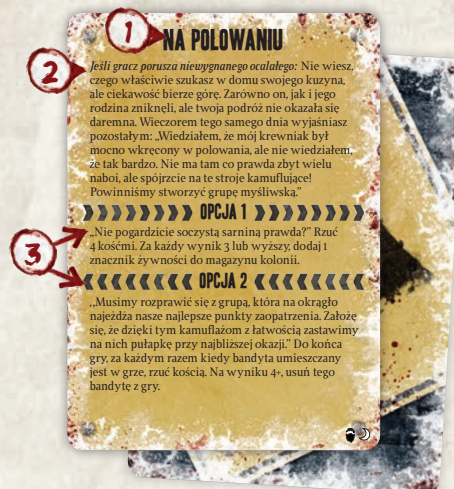 1
NA POLOWANIU
2
Jeśli gracz porusza niewygnanego ocalałego: Nie wiesz,
czego właściwie szukasz w domu swojego kuzyna,
ale ciekawość bierze górę. Zarówno on, jak i jego
rodzina zniknęli, ale twoja podróż nie okazała się
daremna. Wieczorem tego samego dnia wyjaśniasz
pozostałym: „Wiedziałem, że mój krewniak był
mocno wkręcony w polowania, ale nie wiedziałem,
że tak bardzo. Nie ma tam co prawda zbyt wielu
naboi, ale spójrzcie na te stroje kamuflujące!
Powinniśmy stworzyć grupę myśliwską.”
OPCJA 1
3
„Nie pogardzicie soczystą sarniną prawda?” Rzuć
4 kośćmi. Za każdy wynik 3 lub wyższy, dodaj 1
znacznik żywności do magazynu kolonii.
OPCJA 2
„Musimy rozprawić się z grupą, która na okrągło
najeżdża nasze najlepsze punkty zaopatrzenia. Założę
się, że dzięki tym kamuflażom z łatwością zastawimy
na nich pułapkę przy najbliższej okazji.” Do końca
gry, za każdym razem kiedy bandyta umieszczany
jest w grze, rzuć kością. Na wyniku 4+, usuń tego
bandytę z gry.